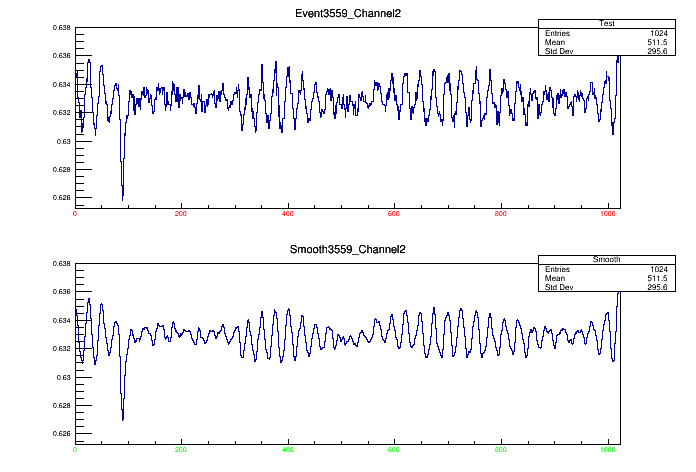 Event3559_Channel2
Test
Entries 1024
Mean 511.5
Std Dev 295.6
0.638
0.636
0.634
0.632
0.63
0.628
0.626
0 200 400 600 800 1000
Smooth3559_Channel2
Smooth
Entries 1024
Mean 511.5
Std Dev 295.6
0.638
0.636
0.634
0.632
0.63
0.628
0.626
0 200 400 600 800 1000